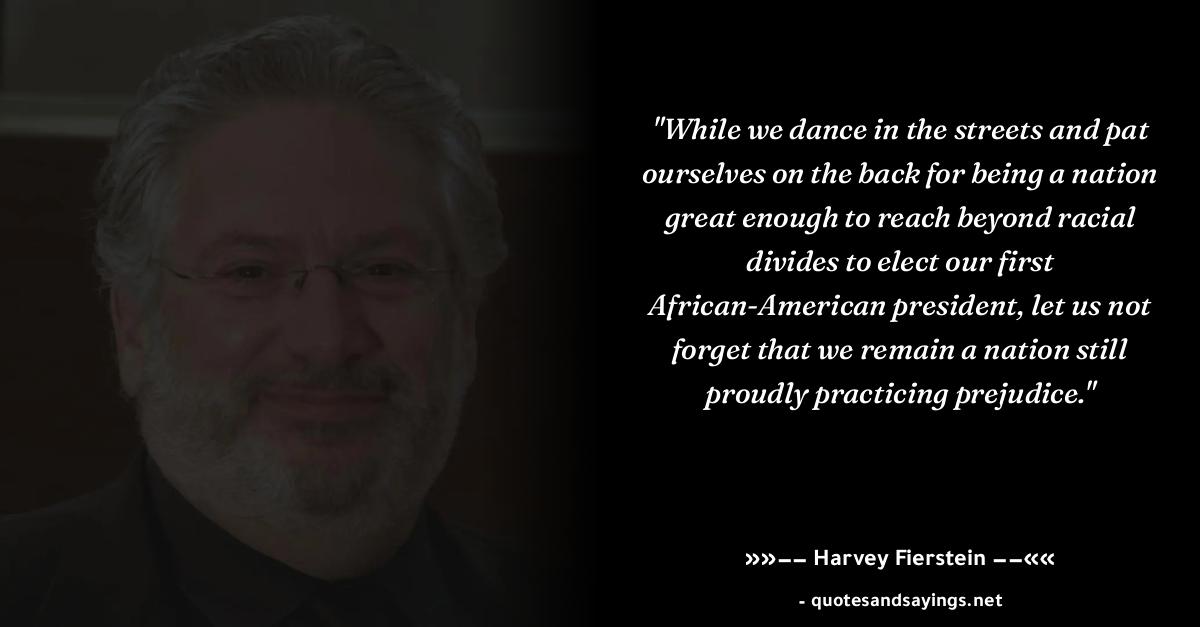 "While we dance in the streets and pat
ourselves on the back for being a nation
great enough to reach beyond racial
divides to elect our first
African-American president, let us not
forget that we remain a nation still
proudly practicing prejudice."
»»−− Harvey Fierstein −−««
- quotesandsayings.net